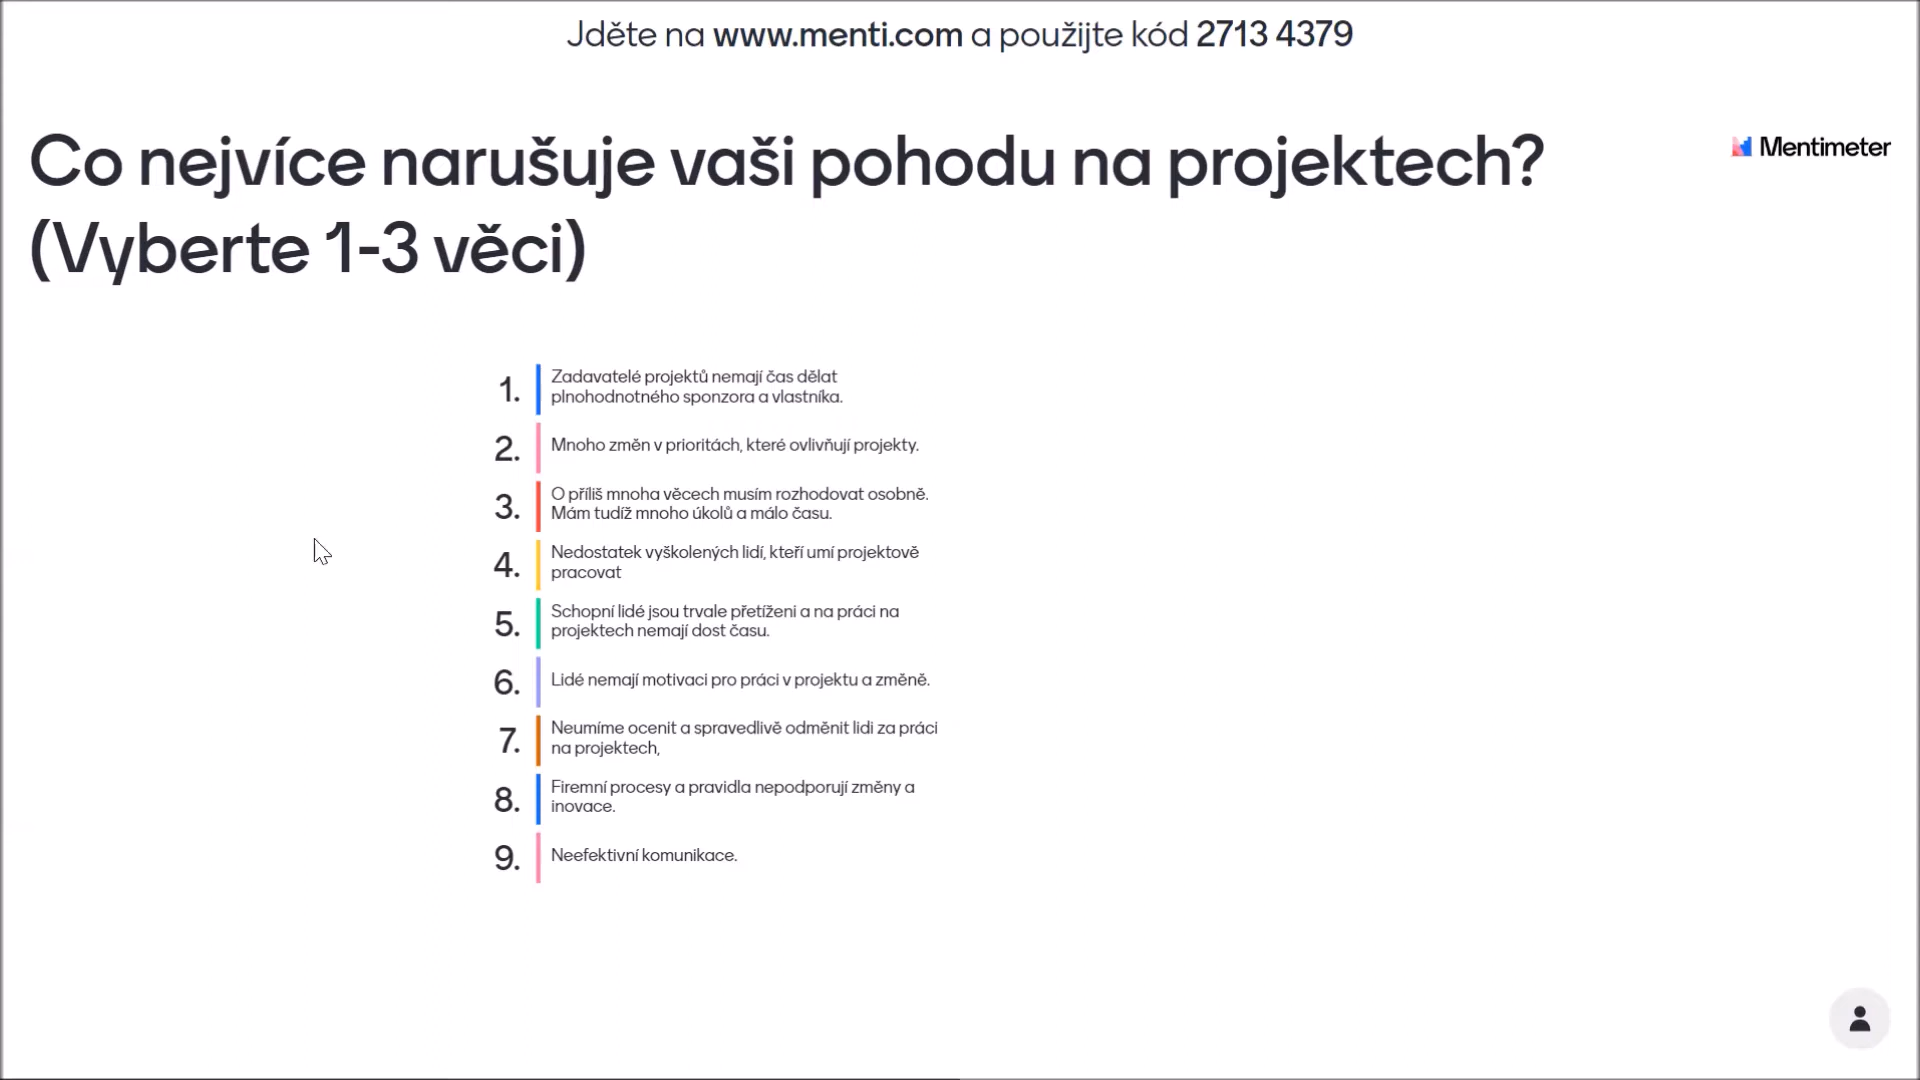 Jděte na www.menti.com a použijte kód 2713 4379
Co nejvíce narušuje vaši pohodu na projektech?
(Vyberte 1-3 věci)
Mentimeter
1. Zadavatelé projektů nemají čas dělat
plnohodnotného sponzora a vlastníka.
2. Mnoho změn v prioritách, které ovlivňují projekty.
3. O příliš mnoha věcech musím rozhodovat osobně.
Mám tudíž mnoho úkolů a málo času.
4. Nedostatek vyškolených lidí, kteří umí projektově
pracovat
5. Schopní lidé jsou trvale přetíženi a na práci na
projektech nemají dost času.
6. Lidé nemají motivaci pro práci v projektu a změně.
7. Neumíme ocenit a spravedlivě odměnit lidi za práci
na projektech,
8. Firemní procesy a pravidla nepodporují změny a
inovace.
9. Neefektivní komunikace.